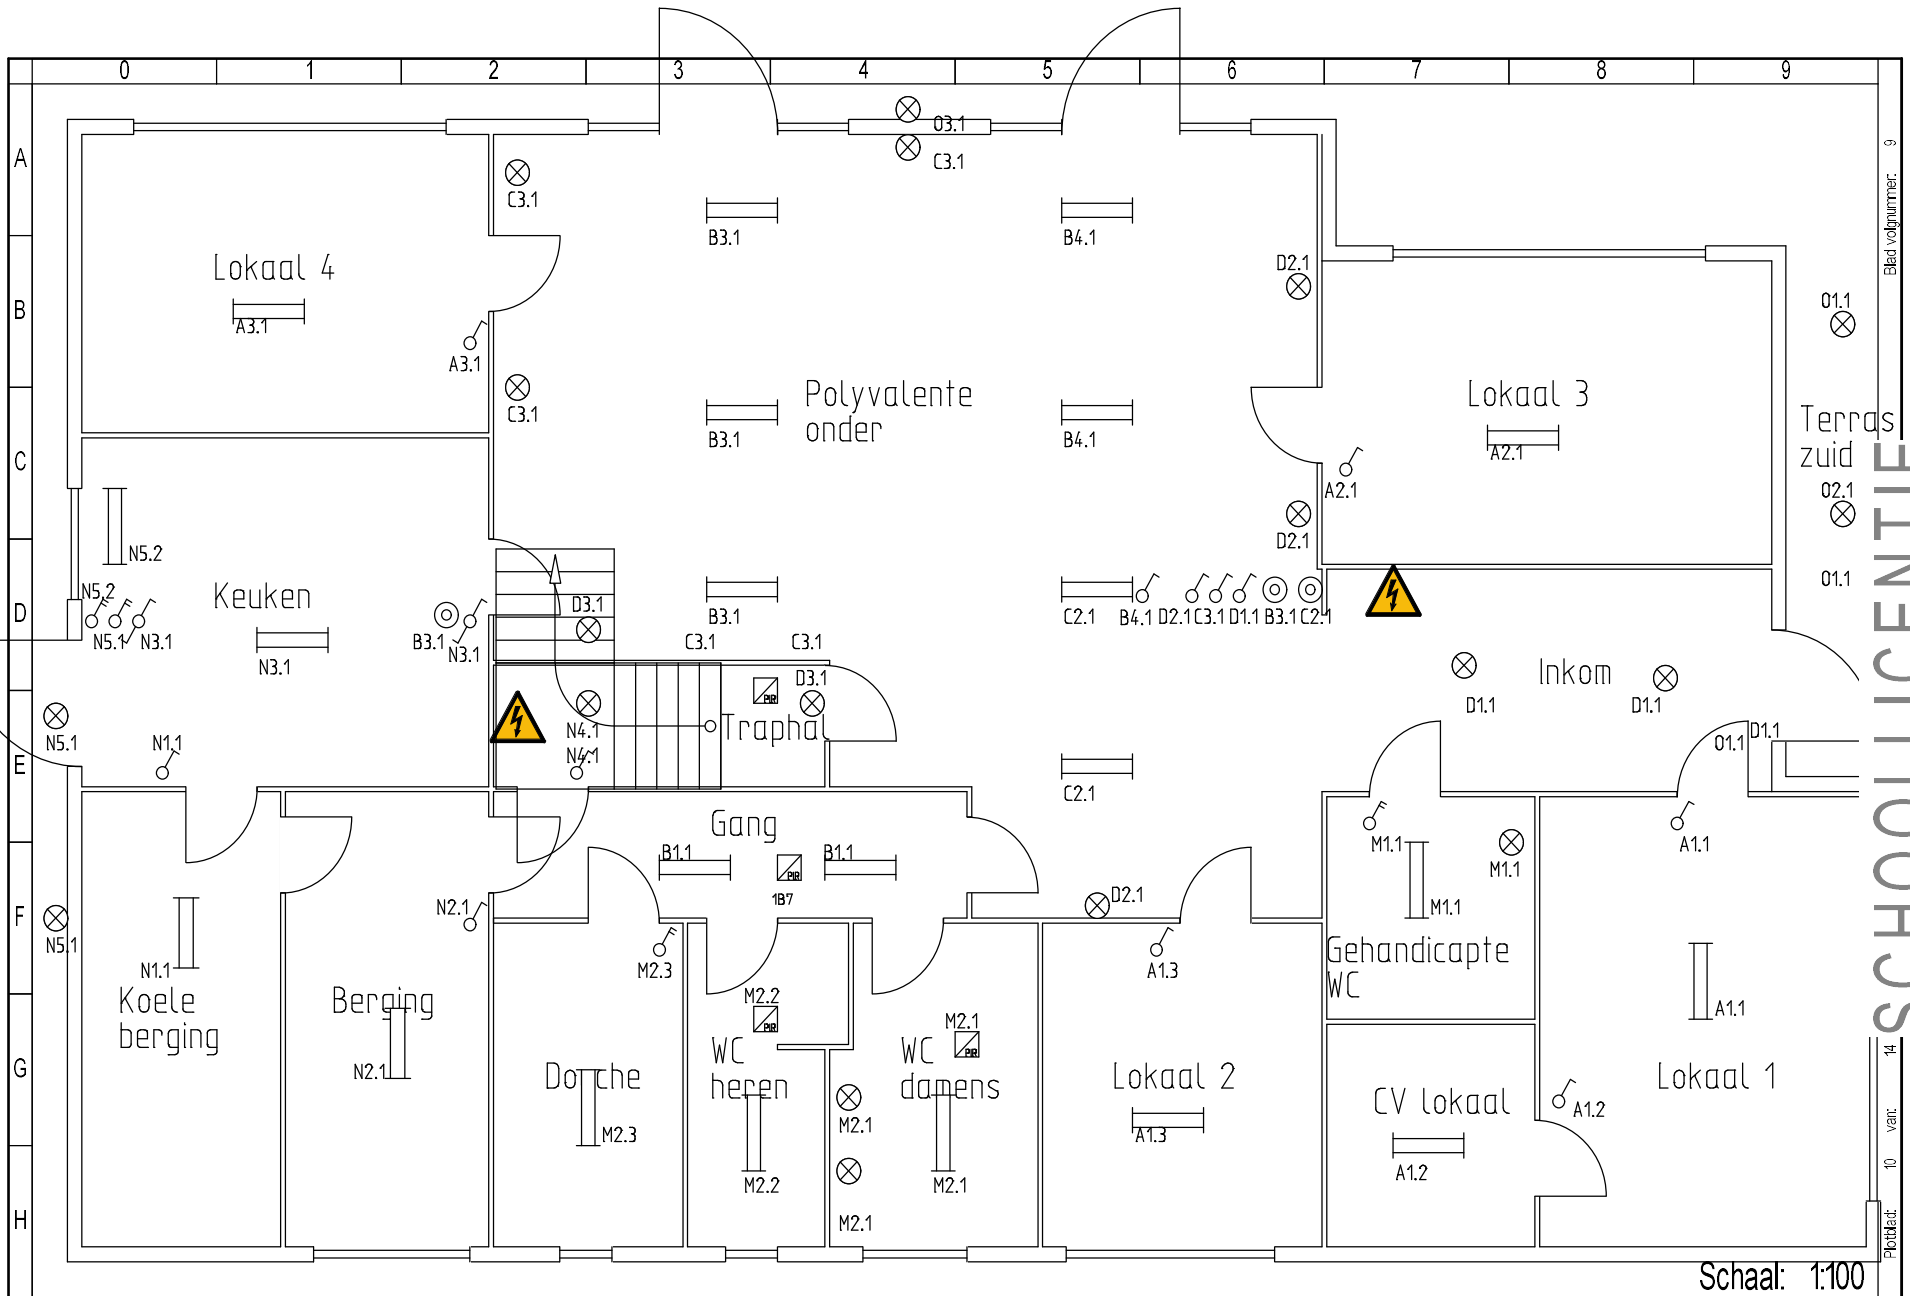 0 1 2 3 4 5 6 7 8 9
A
B
C
D
E
F
G
H
O3.1
C3.1
C3.1
B3.1
B4.1
Lokaal 4
A3.1
A3.1
D2.1
O1.1
C3.1
B3.1
Polyvalente
onder
B4.1
Lokaal 3
A2.1
A2.1
Terras
zuid
O2.1
D2.1
O1.1
N5.2
N5.2
N5.1
N3.1
Keuken
N3.1
B3.1
N3.1
D3.1
B3.1
C3.1
C3.1
D3.1
C2.1
B4.1
D2.1
C3.1
D1.1
B3.1
C2.1
Inkom
D1.1
D1.1
D1.1
O1.1
PIR
Traphal
N4.1
N4.1
N5.1
N1.1
C2.1
Gang
B1.1
PIR
1B7
B1.1
D2.1
M1.1
M1.1
M1.1
A1.1
Gehandicapte
WC
N5.1
N1.1
Koele
berging
N2.1
Berging
N2.1
M2.3
Douche
M2.3
M2.2
PIR
WC
heren
M2.2
M2.1
PIR
WC
damens
M2.1
M2.1
M2.1
A1.3
Lokaal 2
A1.3
CV lokaal
A1.2
A1.2
A1.1
Lokaal 1
Blad volgnummer: 9
SCHOOL LICENTIE
Plotblad: 10 van: 14
Schaal: 1:100